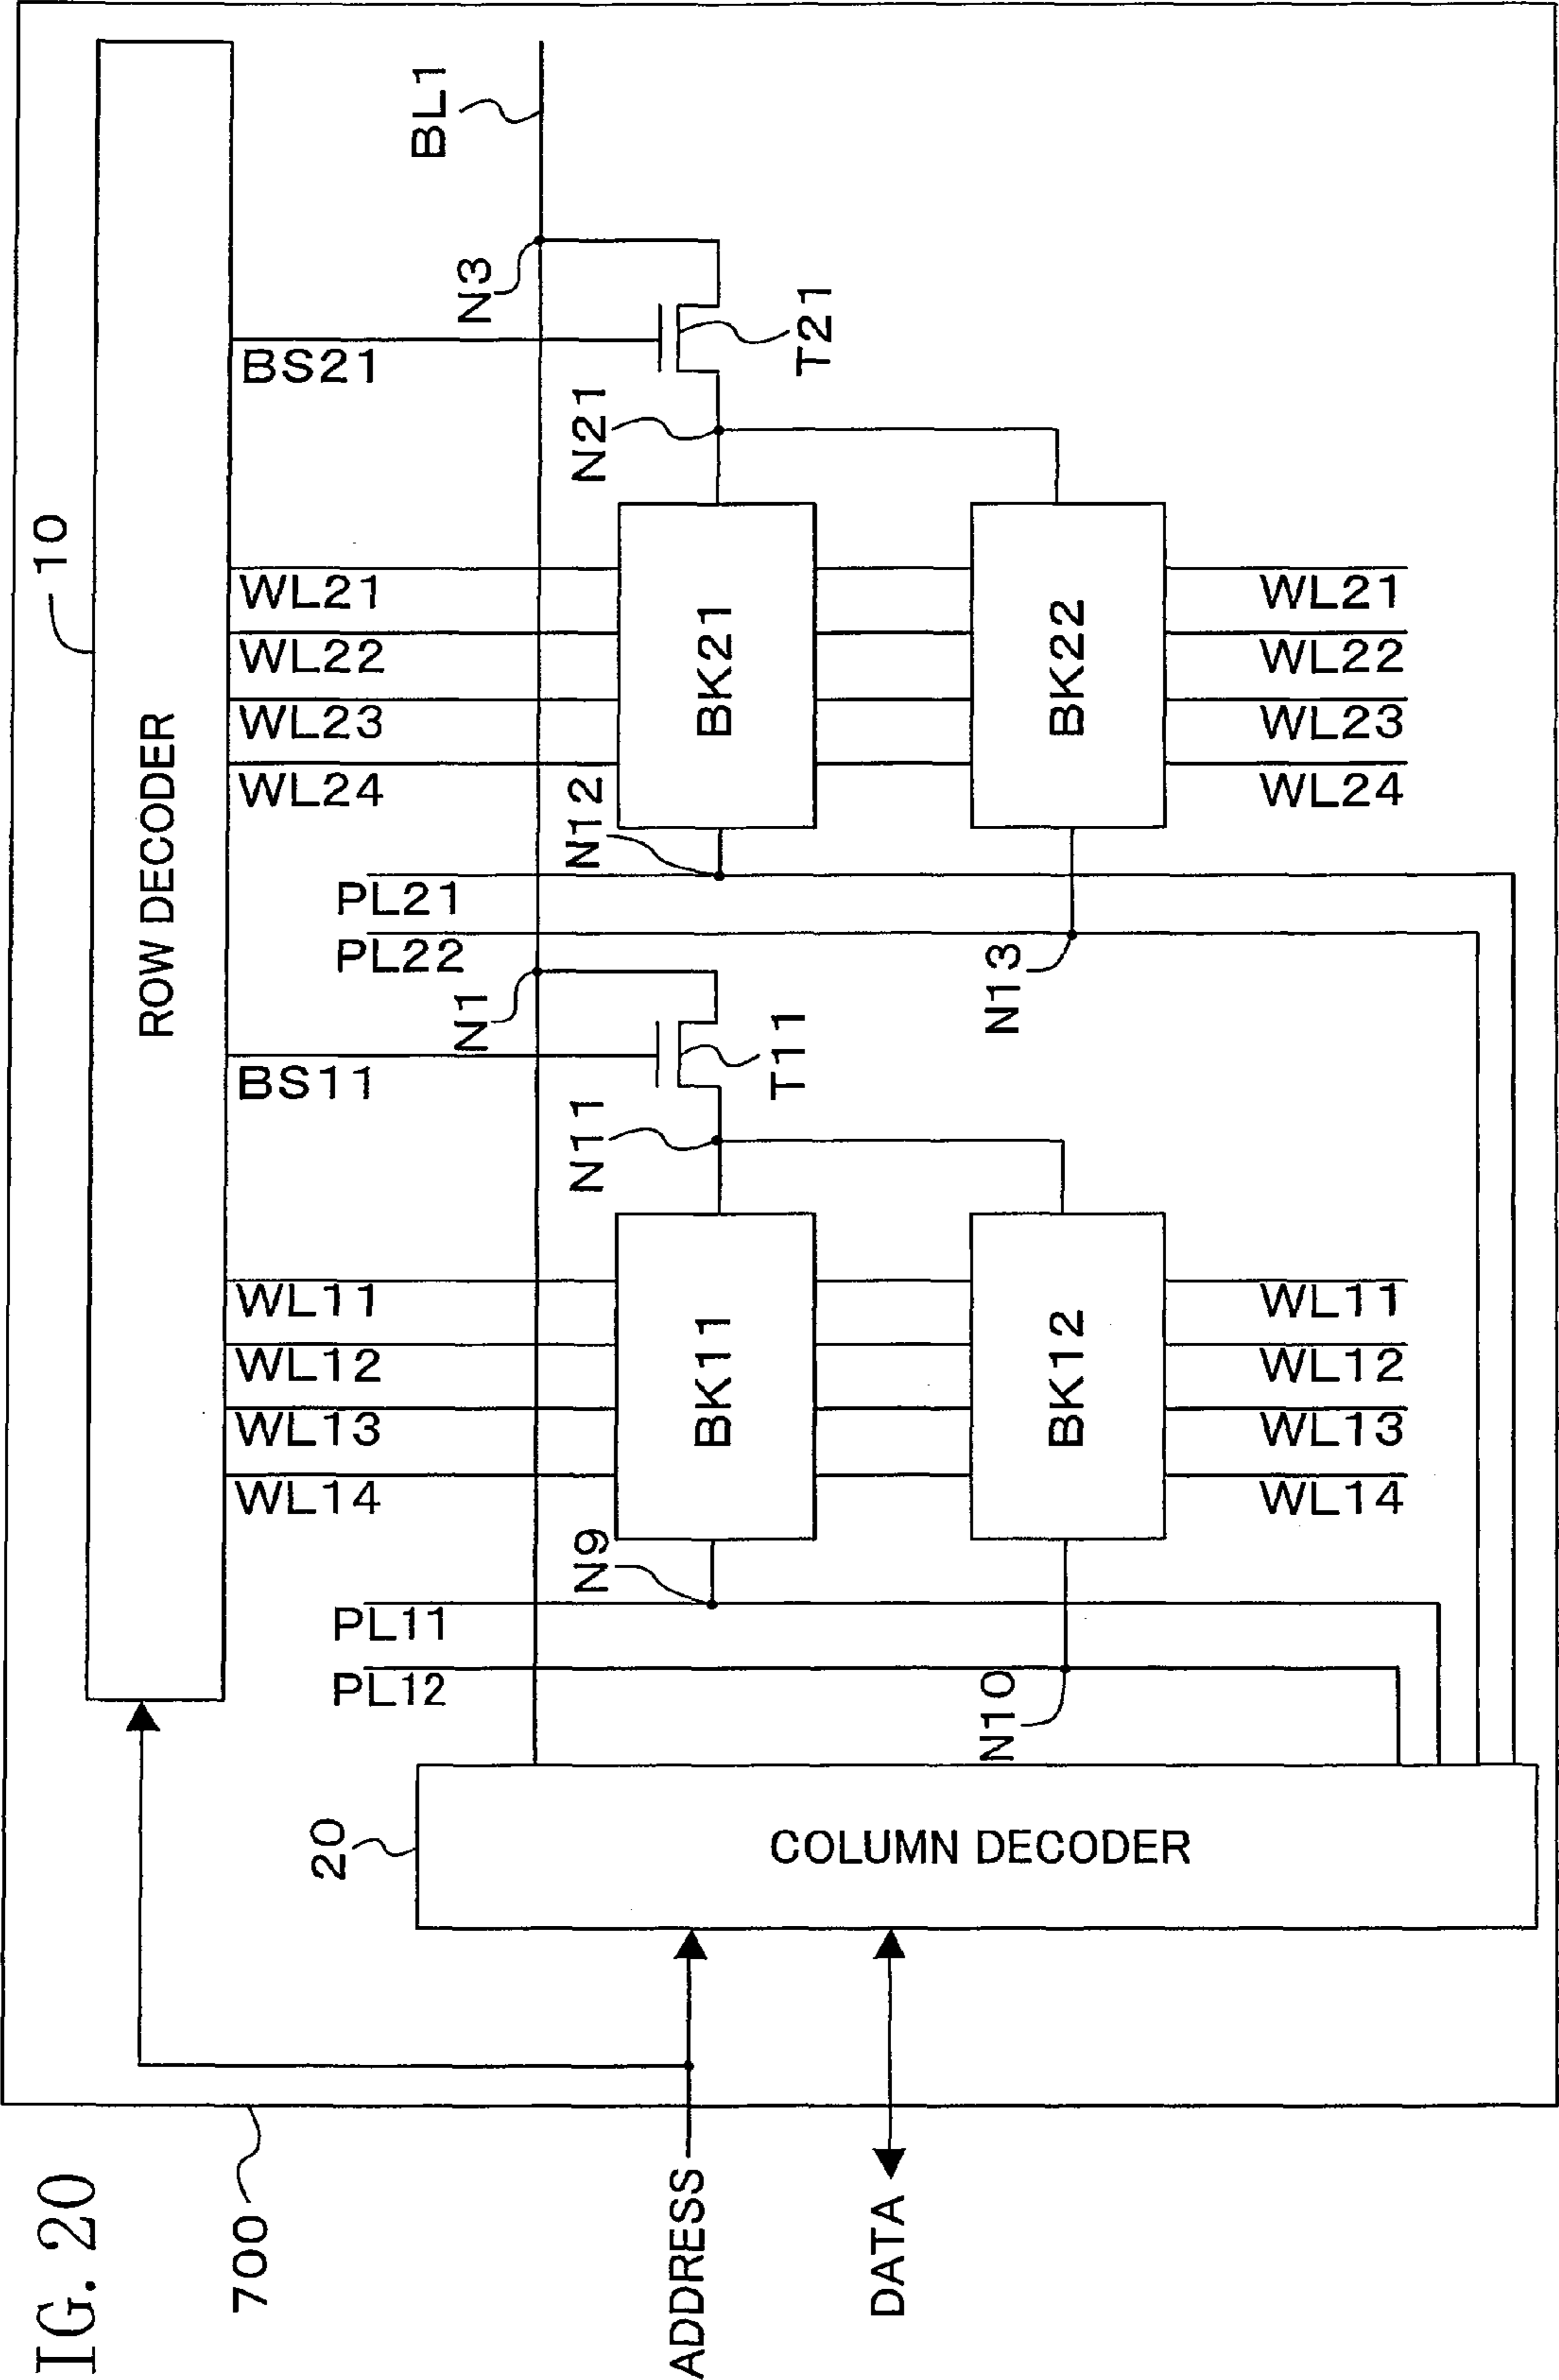 IG. 20
700
10
ROW DECODER
BS21
WL21
WL22
WL23
WL24
PL21
PL22
BS11
WL11
WL12
WL13
WL14
PL11
PL12
BL1
N3
N1
T21
N21
N12
BK21
BK22
WL21
WL22
WL23
WL24
N13
T11
N11
BK11
BK12
WL11
WL12
WL13
WL14
N9
N10
20
COLUMN DECODER
ADDRESS
DATA